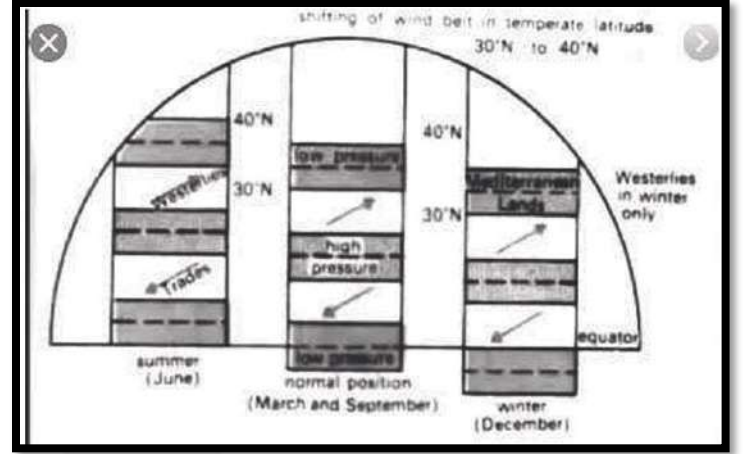 shifting of wind belt in temperate latitude
30°N to 40°N
40°N
40°N
low pressure
Westerlies
Mediterranean
Lands
Westerlies
in winter
only
30°N
30°N
high
pressure
Trades
equator
low pressure
summer
(June)
normal position
(March and September)
winter
(December)